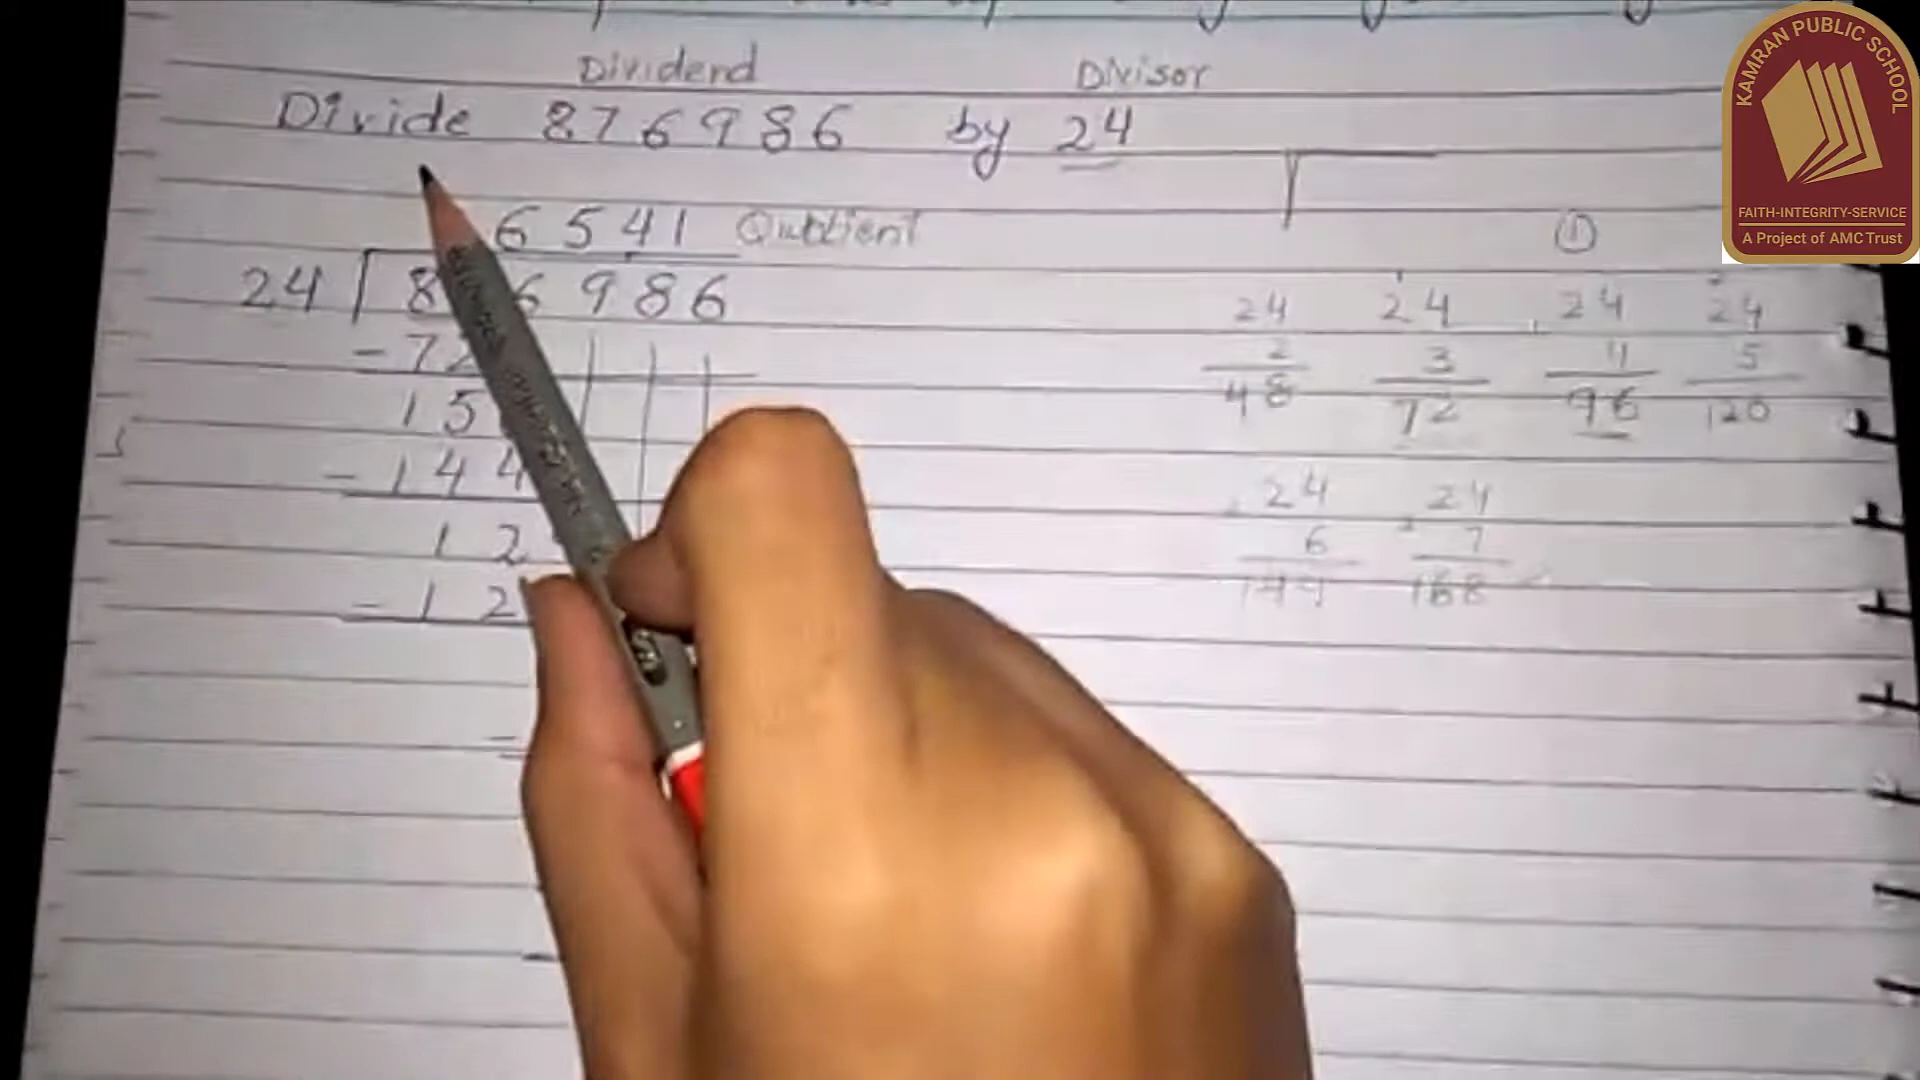 Dividend Divisor
Divide 876986 by 24
6541 Quotient
24 8 6986
-72
15
-144
12
-12
1
24 24 24 24
2 3 4 5
48 72 96 120
24 24
6 7
144 168
KAMRAN PUBLIC SCHOOL
FAITH-INTEGRITY-SERVICE
A Project of AMC Trust